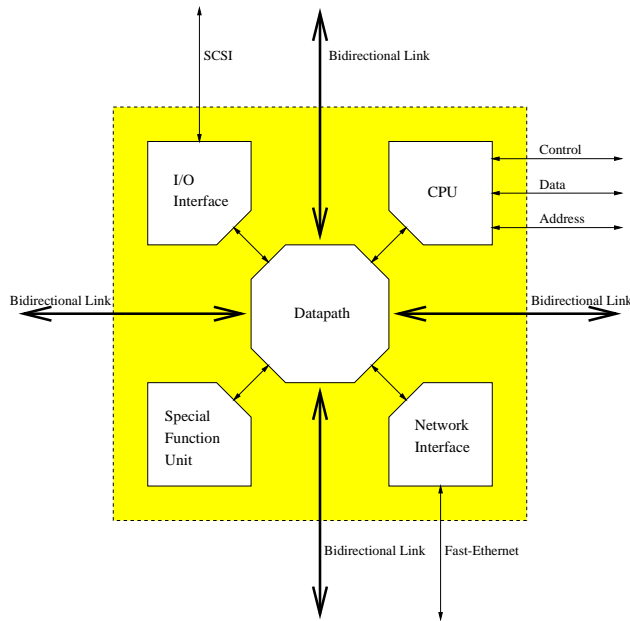 SCSI
Bidirectional Link
I/O
Interface
CPU
Control
Data
Address
Bidirectional Link
Datapath
Bidirectional Link
Special
Function
Unit
Network
Interface
Bidirectional Link
Fast-Ethernet